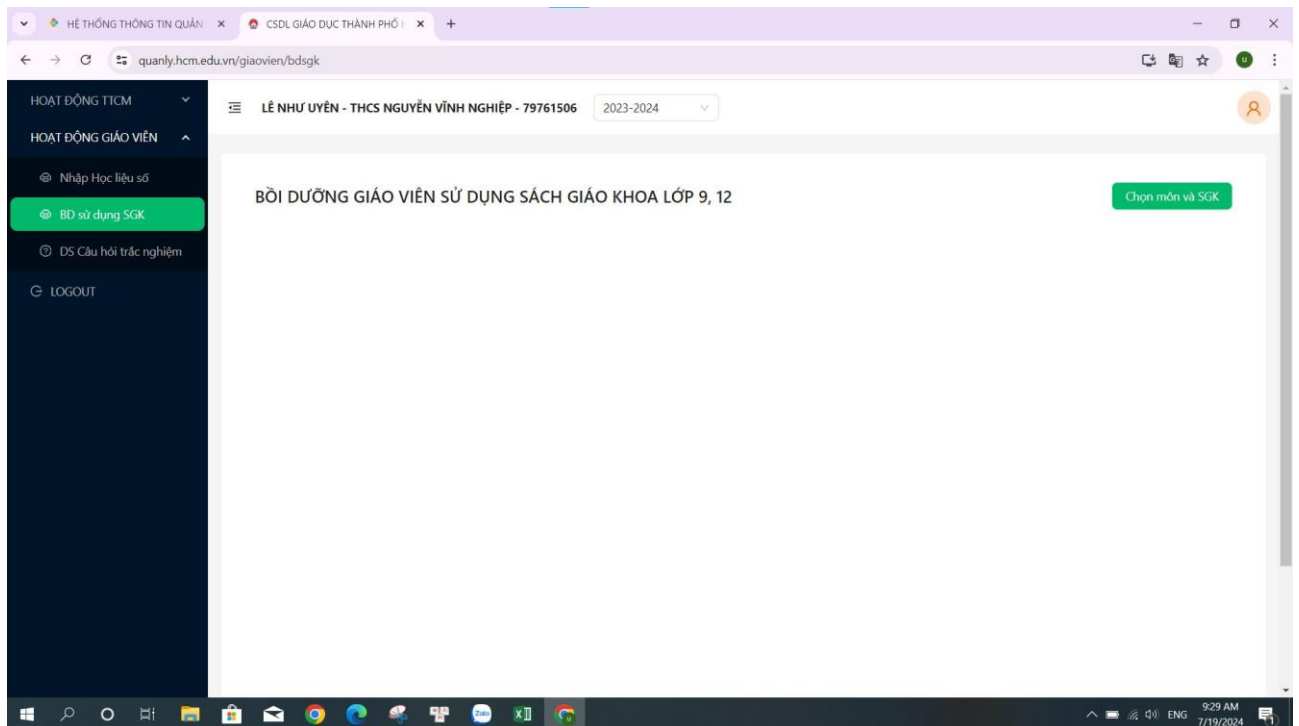 HỆ THỐNG THÔNG TIN QUẢN
CSDL GIÁO DỤC THÀNH PHỐ H
quanly.hcm.edu.vn/giaovien/bdsgk
HOẠT ĐỘNG TTCM
HOẠT ĐỘNG GIÁO VIÊN
Nhập Học liệu số
BD sử dụng SGK
DS Câu hỏi trắc nghiệm
LOGOUT
LÊ NHƯ UYÊN - THCS NGUYỄN VĨNH NGHIỆP - 79761506 2023-2024
BỒI DƯỠNG GIÁO VIÊN SỬ DỤNG SÁCH GIÁO KHOA LỚP 9, 12
Chọn môn và SGK
Zalo
ENG
9:29 AM
7/19/2024